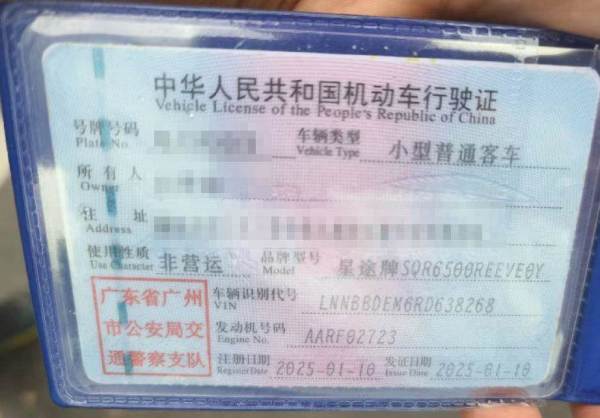 中华人民共和国机动车行驶证
Vehicle License of the People's Republic of China
号牌号码 Plate No. 车辆类型 Vehicle Type 小型普通客车
所有人 Owner
住址 Address
使用性质 Use Character 非营运 品牌型号 Model 星途牌SQR6500REEYE0Y
广东省广州市公安局交通警察支队
车辆识别代号 VIN LNNBBDEM6RD638268
发动机号码 Engine No. AARF02723
注册日期 Register Date 2025-01-10 发证日期 Issue Date 2025-01-10